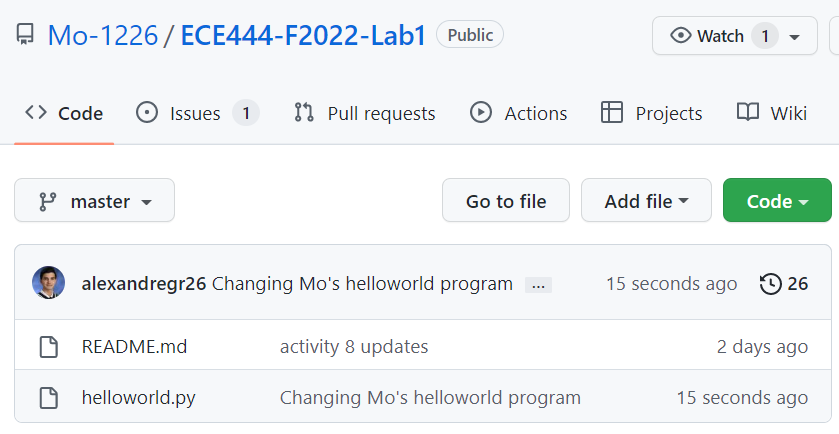 Mo-1226 / ECE444-F2022-Lab1 Public Watch 1
Code Issues 1 Pull requests Actions Projects Wiki
master Go to file Add file Code
alexandregr26 Changing Mo's helloworld program ... 15 seconds ago 26
README.md activity 8 updates 2 days ago
helloworld.py Changing Mo's helloworld program 15 seconds ago